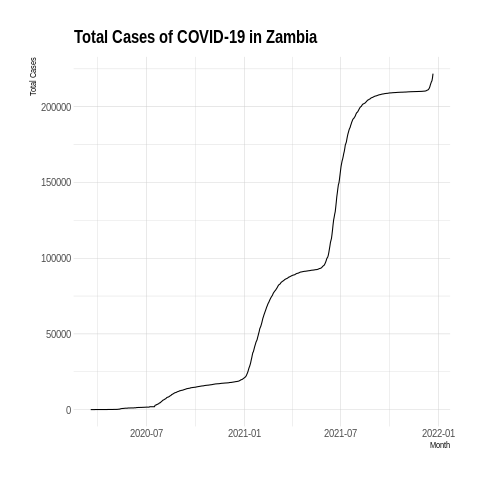 Total Cases of COVID-19 in Zambia
Total Cases
200000
150000
100000
50000
0
2020-07 2021-01 2021-07 2022-01
Month